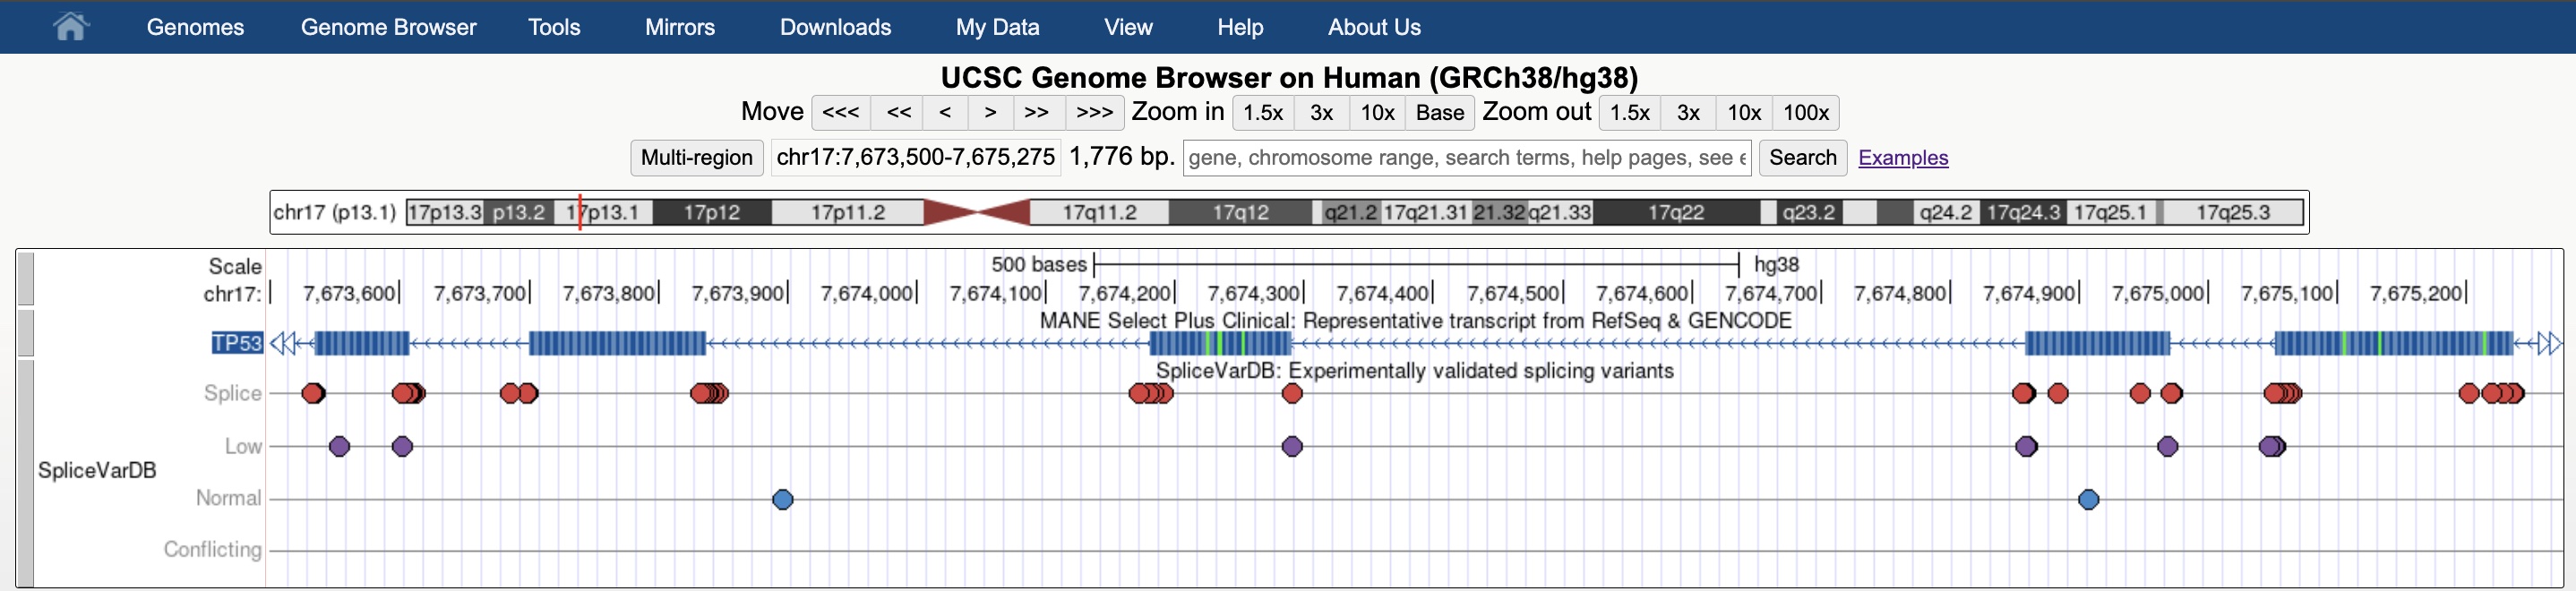 Genomes Genome Browser Tools Mirrors Downloads My Data View Help About Us
UCSC Genome Browser on Human (GRCh38/hg38)
Move <<< << < > >> >>> Zoom in 1.5x 3x 10x Base Zoom out 1.5x 3x 10x 100x
Multi-region chr17:7,673,500-7,675,275 1,776 bp. gene, chromosome range, search terms, help pages, see e Search Examples
chr17 (p13.1) 17p13.3 p13.2 17p13.1 17p12 17p11.2 17q11.2 17q12 q21.2 17q21.31 21.32 q21.33 17q22 q23.2 q24.2 17q24.3 17q25.1 17q25.3
Scale 500 bases hg38
chr17: 7,673,600 7,673,700 7,673,800 7,673,900 7,674,000 7,674,100 7,674,200 7,674,300 7,674,400 7,674,500 7,674,600 7,674,700 7,674,800 7,674,900 7,675,000 7,675,100 7,675,200
MANE Select Plus Clinical: Representative transcript from RefSeq & GENCODE
TP53
SpliceVarDB: Experimentally validated splicing variants
Splice
Low
SpliceVarDB
Normal
Conflicting